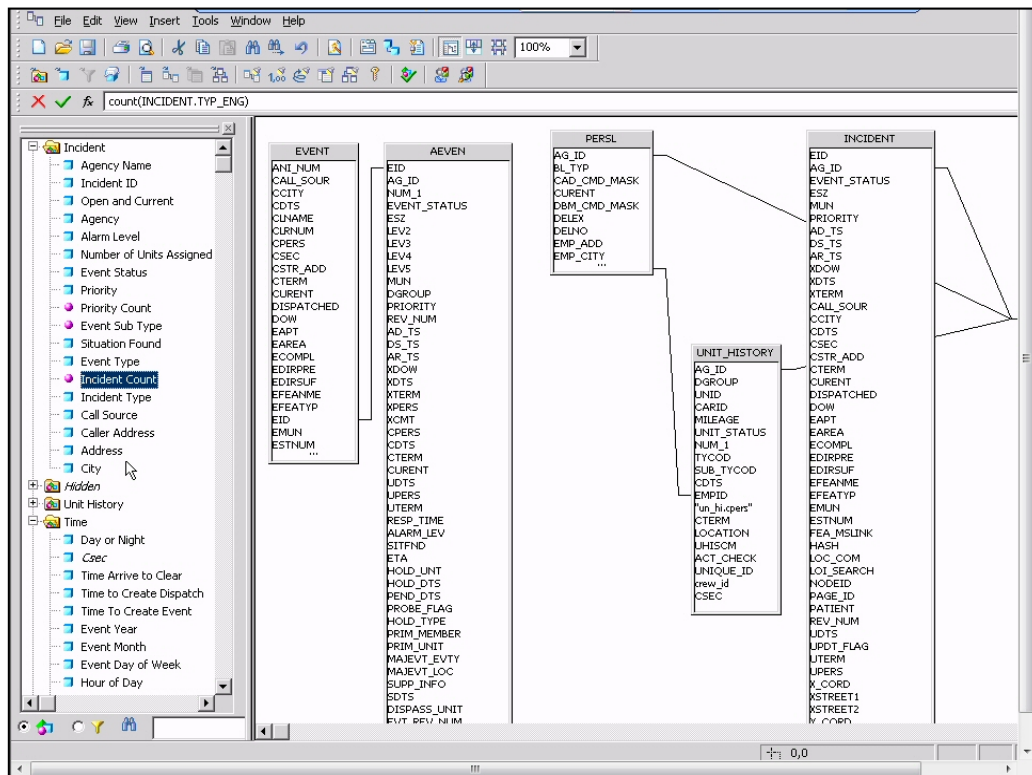 File Edit View Insert Tools Window Help
100%
count(INCIDENT.TYP_ENG)
Incident
Agency Name
Incident ID
Open and Current
Agency
Alarm Level
Number of Units Assigned
Event Status
Priority
Priority Count
Event Sub Type
Situation Found
Event Type
Incident Count
Incident Type
Call Source
Caller Address
Address
City
Hidden
Unit History
Time
Day or Night
Csec
Time Arrive to Clear
Time to Create Dispatch
Time To Create Event
Event Year
Event Month
Event Day of Week
Hour of Day
EVENT
ANI_NUM
CALL_SOUR
CCITY
CDTS
CLNAME
CLRNUM
CPERS
CSEC
CSTR_ADD
CTERM
CURENT
DISPATCHED
DOW
EAPT
EAREA
ECOMPL
EDIRPRE
EDIRSUF
EFEANME
EFEATYP
EID
EMUN
ESTNUM
...
AEVEN
EID
AG_ID
NUM_1
EVENT_STATUS
ESZ
LEV2
LEV3
LEV4
LEV5
MUN
DGROUP
PRIORITY
REV_NUM
AD_TS
DS_TS
AR_TS
XDOW
XDTS
XTERM
XPERS
XCMT
CPERS
CDTS
CTERM
CURENT
UDTS
UPERS
UTERM
RESP_TIME
ALARM_LEV
SITFND
ETA
HOLD_UNT
HOLD_DTS
PEND_DTS
PROBE_FLAG
HOLD_TYPE
PRIM_MEMBER
PRIM_UNIT
MAJEVT_EVTY
MAJEVT_LOC
SUPP_INFO
SDTS
DISPASS_UNIT
EVT_REV_NUM
PERSL
AG_ID
BL_TYP
CAD_CMD_MASK
CURENT
DBM_CMD_MASK
DELEX
DELNO
EMP_ADD
EMP_CITY
...
UNIT_HISTORY
AG_ID
DGROUP
UNID
CARID
MILEAGE
UNIT_STATUS
NUM_1
TYCOD
SUB_TYCOD
CDTS
EMPID
"un_hi.cpers"
CTERM
LOCATION
UHISCM
ACT_CHECK
UNIQUE_ID
crew_id
CSEC
INCIDENT
EID
AG_ID
EVENT_STATUS
ESZ
MUN
PRIORITY
AD_TS
DS_TS
AR_TS
XDOW
XDTS
XTERM
CALL_SOUR
CCITY
CDTS
CSEC
CSTR_ADD
CTERM
CURENT
DISPATCHED
DOW
EAPT
EAREA
ECOMPL
EDIRPRE
EDIRSUF
EFEANME
EFEATYP
EMUN
ESTNUM
FEA_MSLINK
HASH
LOC_COM
LOI_SEARCH
NODEID
PAGE_ID
PATIENT
REV_NUM
UDTS
UPDT_FLAG
UTERM
UPERS
X_CORD
XSTREET1
XSTREET2
Y_CORD
0,0